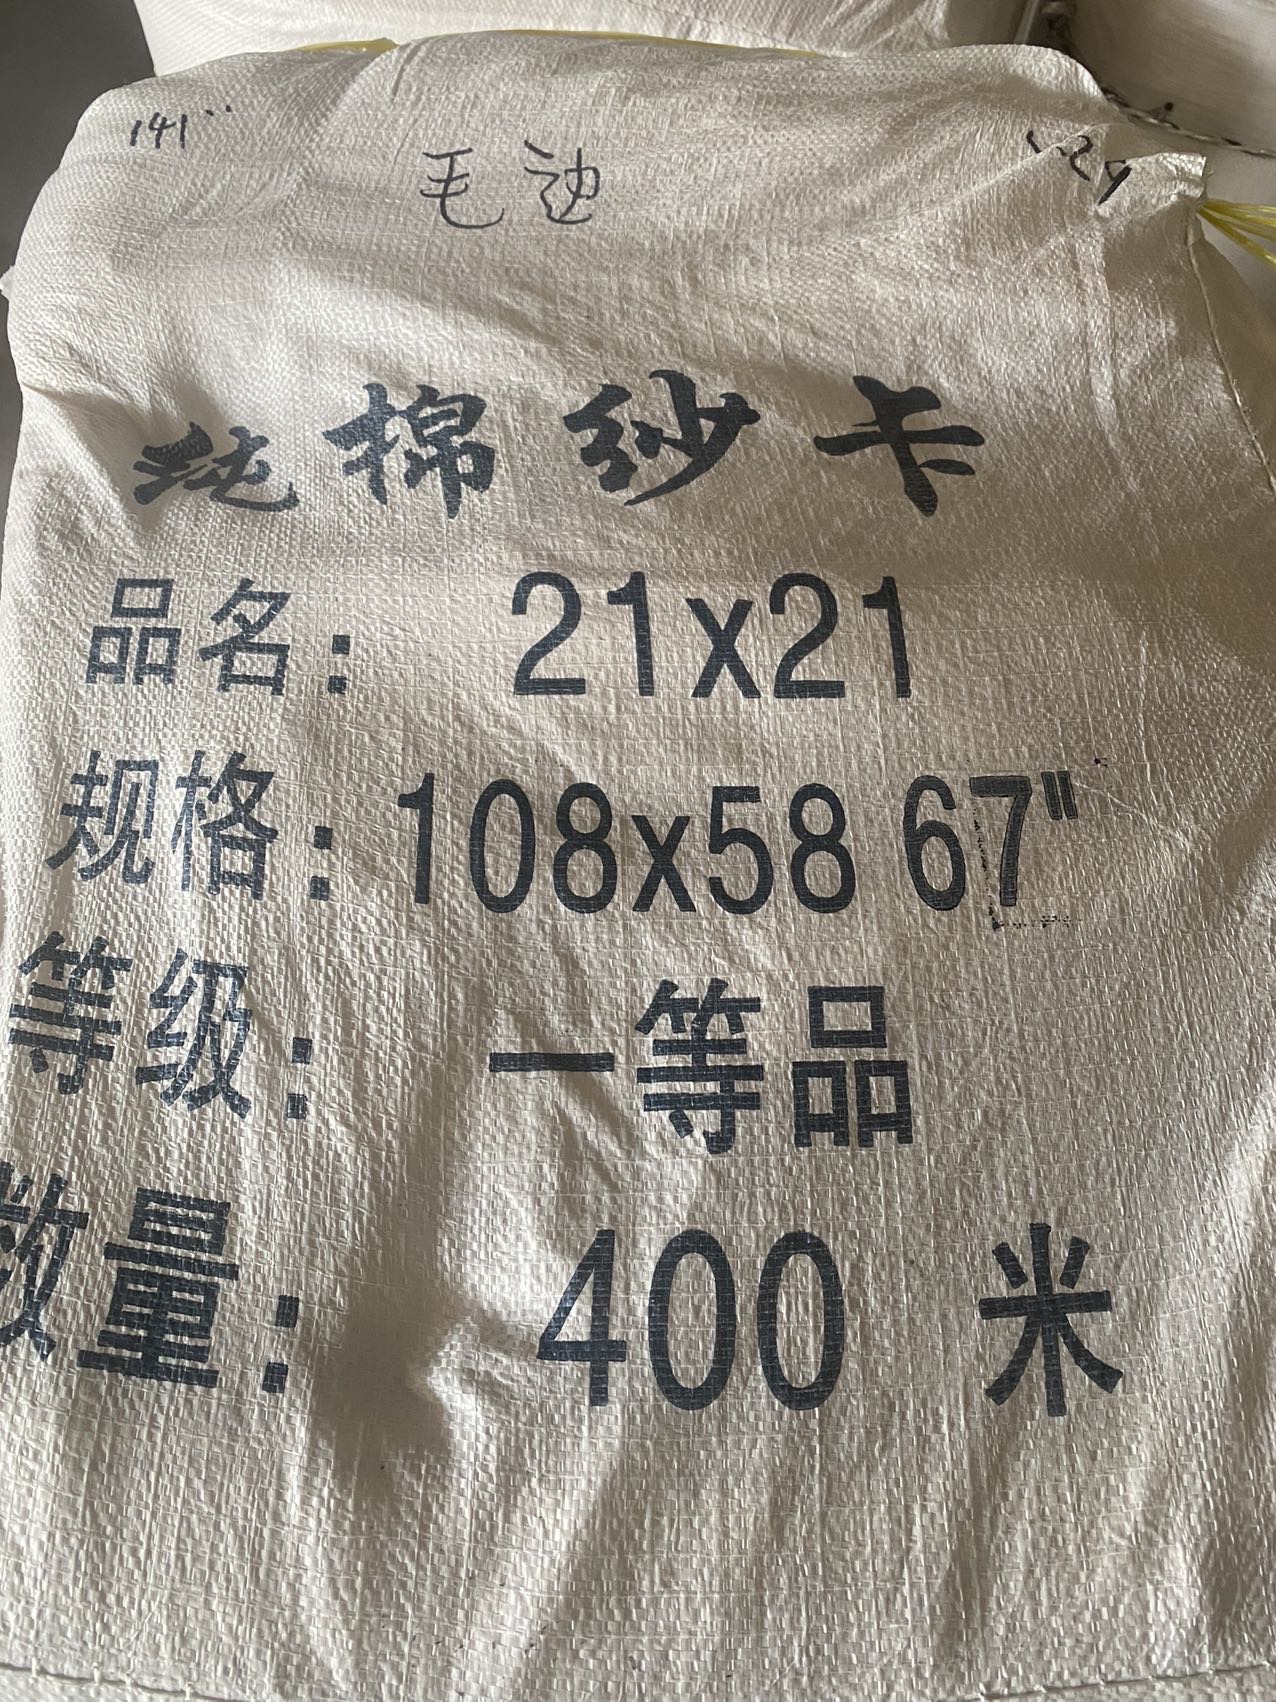 141"
毛边
纯棉纱卡
品名: 21x21
规格: 108x58 67"
等级: 一等品
数量: 400 米